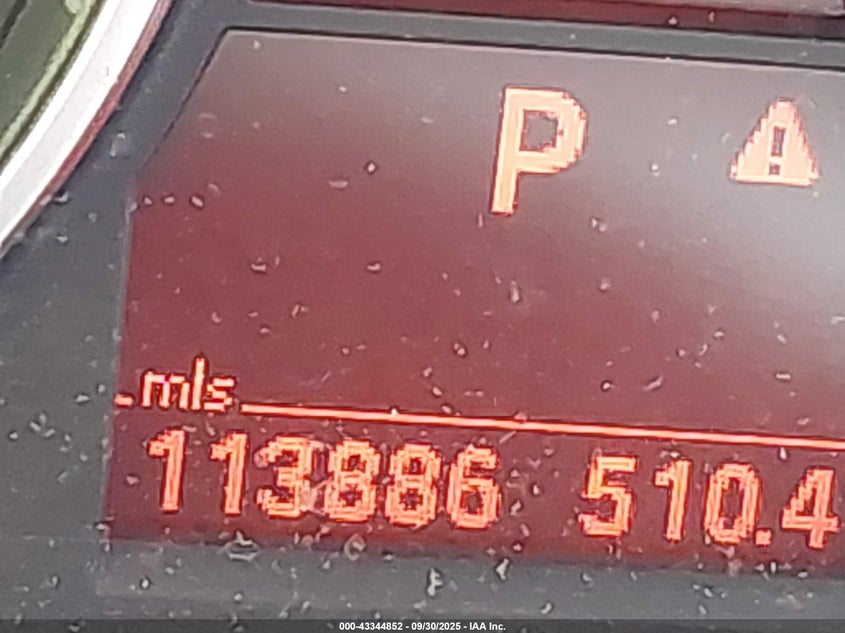 P
mls
113886 510.4
000-43344852 - 09/30/2025 - IAA Inc.